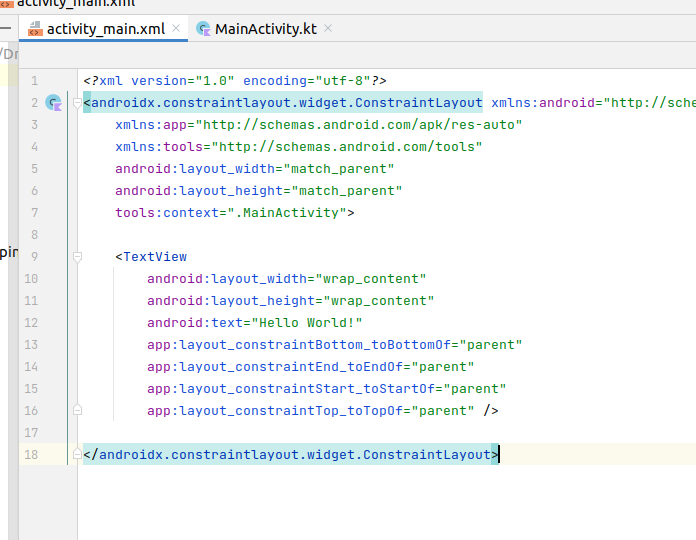 activity_main.xml
activity_main.xml MainActivity.kt
1 <?xml version="1.0" encoding="utf-8"?>
2 <androidx.constraintlayout.widget.ConstraintLayout xmlns:android="http://sche
3 xmlns:app="http://schemas.android.com/apk/res-auto"
4 xmlns:tools="http://schemas.android.com/tools"
5 android:layout_width="match_parent"
6 android:layout_height="match_parent"
7 tools:context=".MainActivity">
8
9 <TextView
10 android:layout_width="wrap_content"
11 android:layout_height="wrap_content"
12 android:text="Hello World!"
13 app:layout_constraintBottom_toBottomOf="parent"
14 app:layout_constraintEnd_toEndOf="parent"
15 app:layout_constraintStart_toStartOf="parent"
16 app:layout_constraintTop_toTopOf="parent" />
17
18 </androidx.constraintlayout.widget.ConstraintLayout>